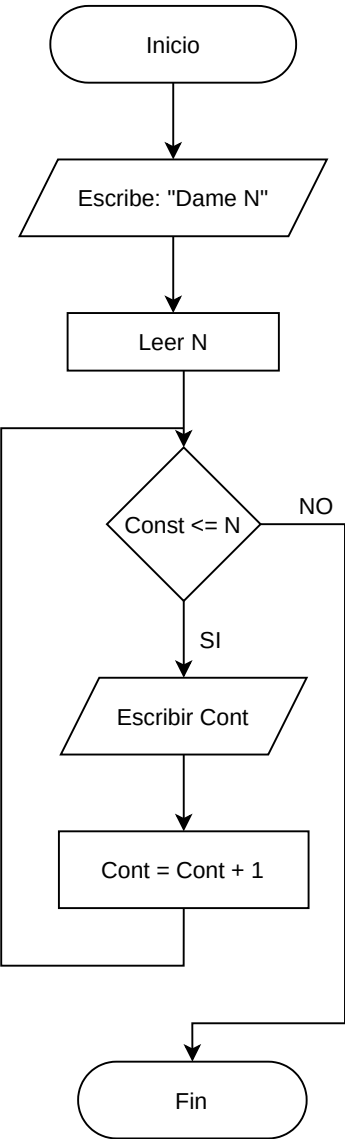 Inicio
Escribe: "Dame N"
Leer N
Const <= N
NO
SI
Escribir Cont
Cont = Cont + 1
Fin